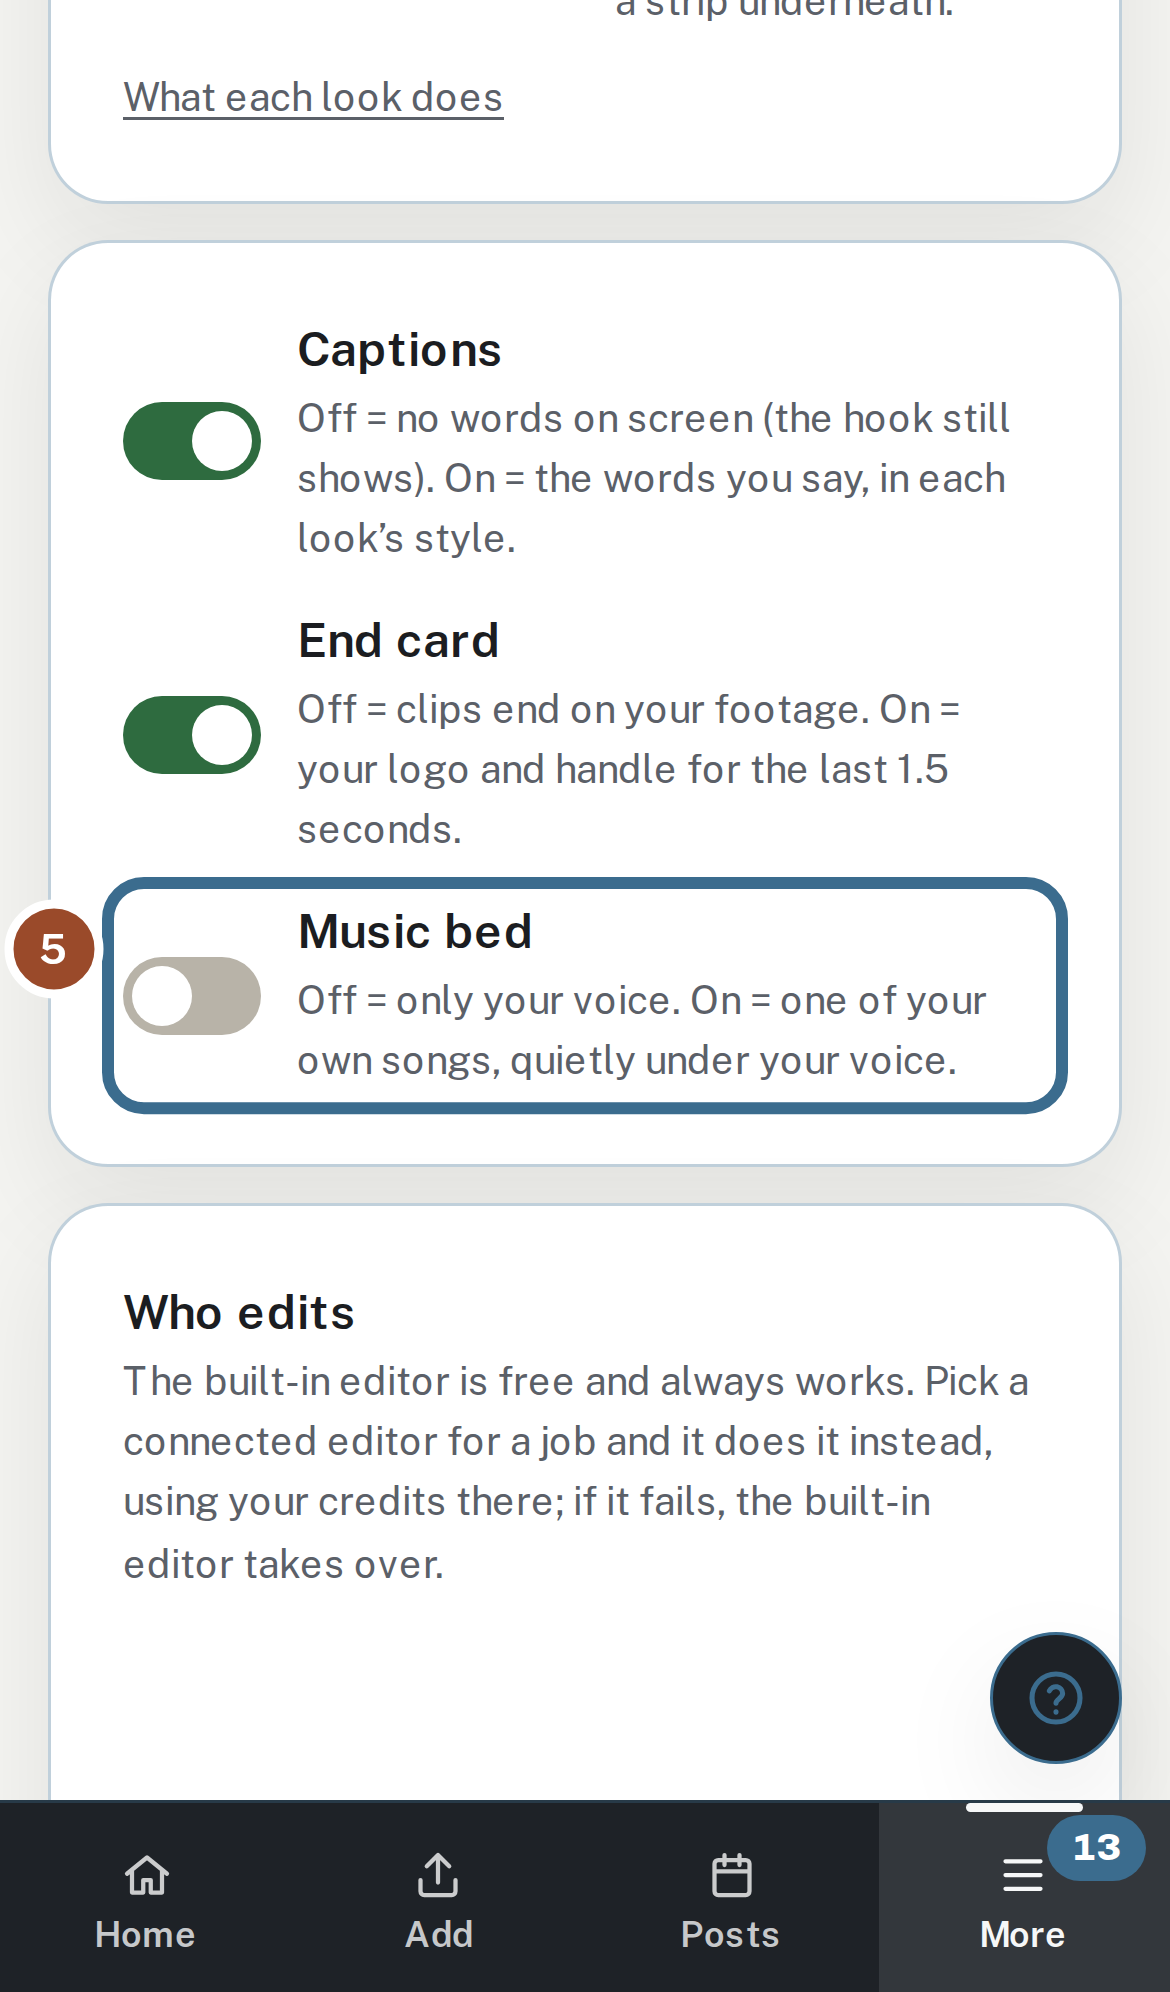 a strip underneath.
What each look does
Captions
Off = no words on screen (the hook still
shows). On = the words you say, in each
look’s style.
End card
Off = clips end on your footage. On =
your logo and handle for the last 1.5
seconds.
5
Music bed
Off = only your voice. On = one of your
own songs, quietly under your voice.
Who edits
The built-in editor is free and always works. Pick a
connected editor for a job and it does it instead,
using your credits there; if it fails, the built-in
editor takes over.
?
13
Home
Add
Posts
More